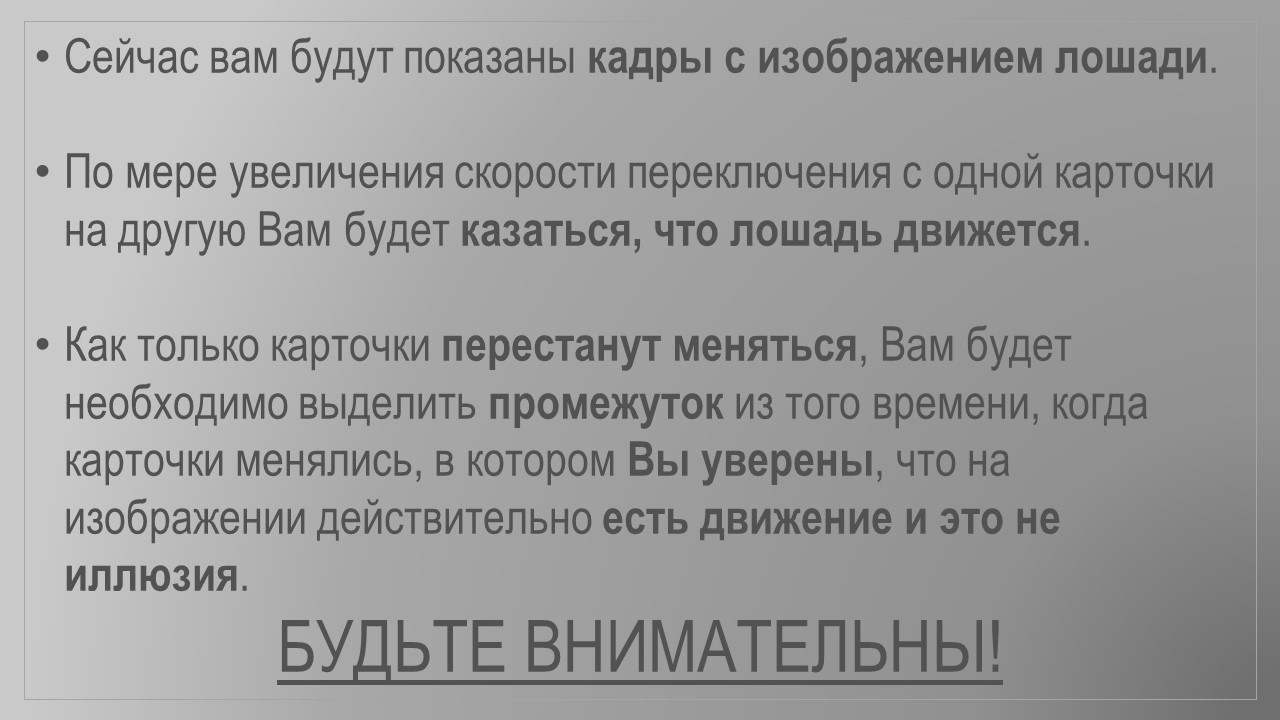 • Сейчас вам будут показаны кадры с изображением лошади.
• По мере увеличения скорости переключения с одной карточки
на другую Вам будет казаться, что лошадь движется.
• Как только карточки перестанут меняться, Вам будет
необходимо выделить промежуток из того времени, когда
карточки менялись, в котором Вы уверены, что на
изображении действительно есть движение и это не
иллюзия.
БУДЬТЕ ВНИМАТЕЛЬНЫ!